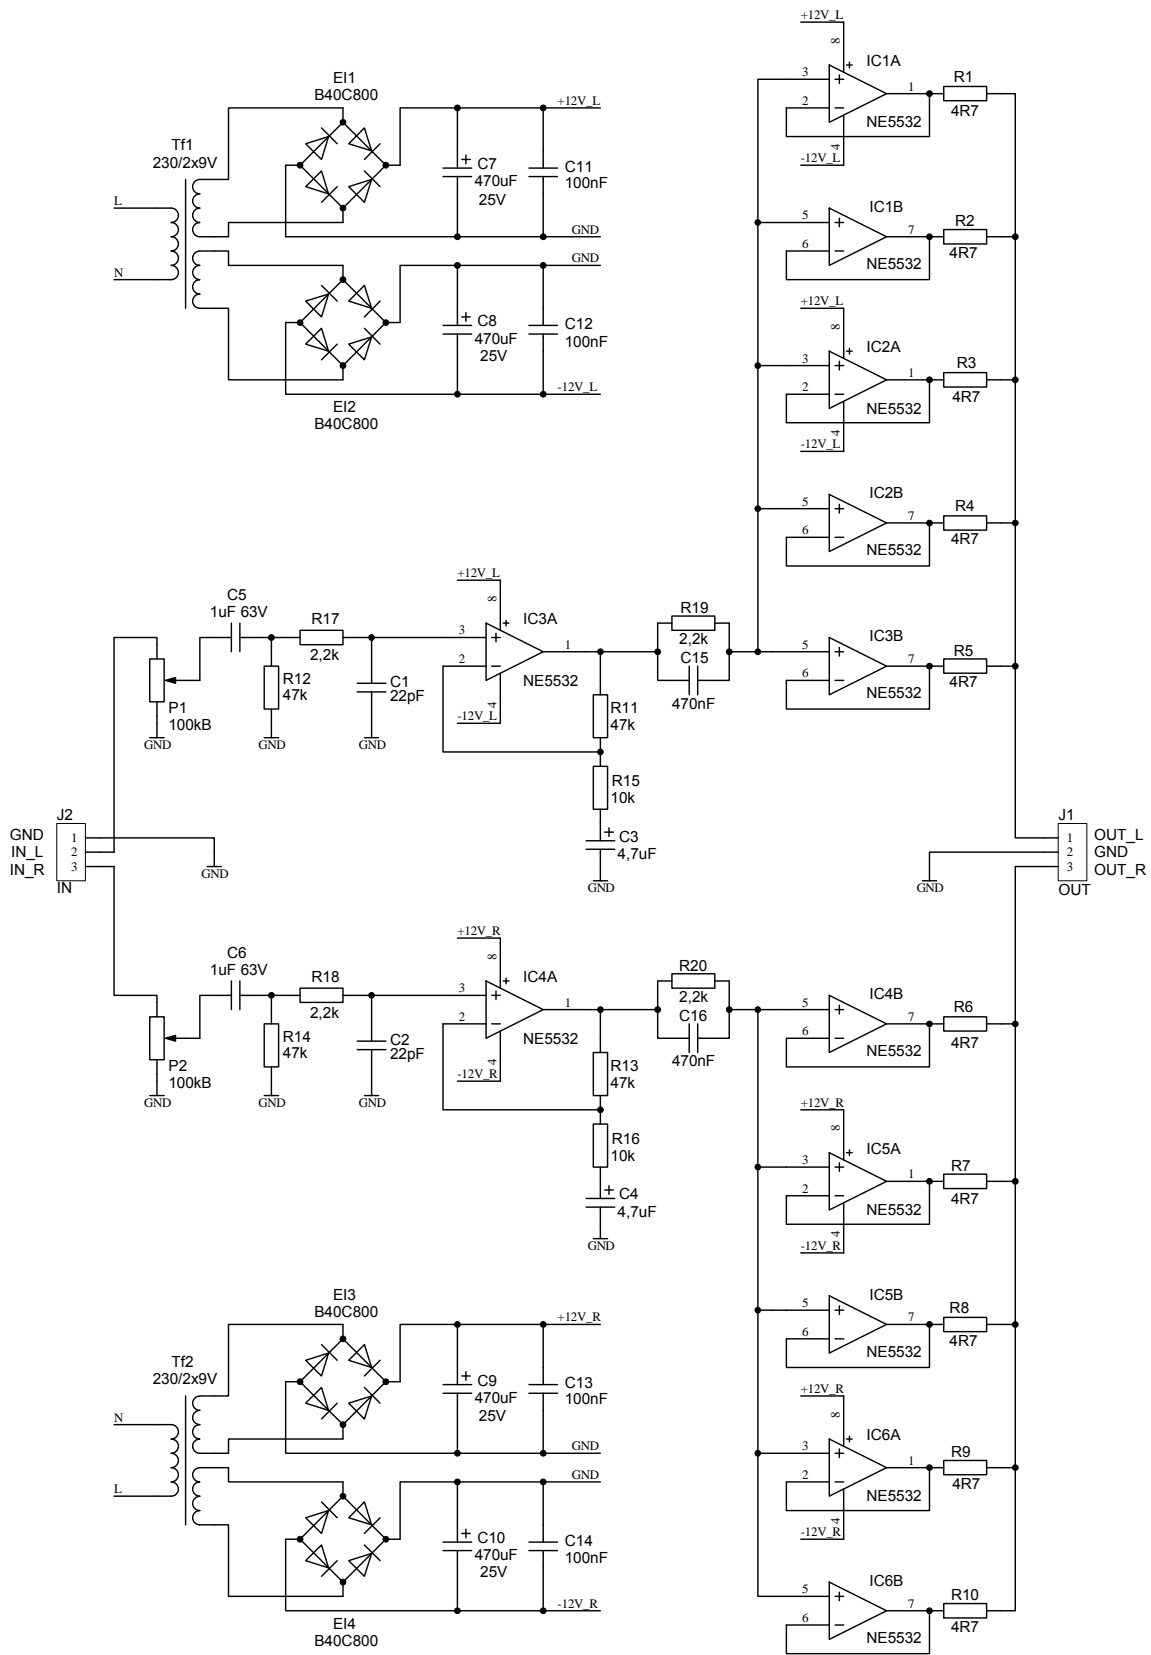 EI1
B40C800
Tf1
230/2x9V
L
N
+12V_L
+
C7
470uF
25V
C11
100nF
GND
GND
+
C8
470uF
25V
C12
100nF
-12V_L
EI2
B40C800
+12V_L
8
+
IC1A
3
+
2
−
1
NE5532
4
-12V_L
R1
4R7
IC1B
5
+
6
−
7
NE5532
R2
4R7
+12V_L
8
+
IC2A
3
+
2
−
1
NE5532
4
-12V_L
R3
4R7
IC2B
5
+
6
−
7
NE5532
R4
4R7
IC3B
5
+
6
−
7
NE5532
R5
4R7
C5
1uF 63V
P1
100kB
GND
R12
47k
GND
R17
2,2k
C1
22pF
GND
+12V_L
8
+
IC3A
3
+
2
−
1
NE5532
4
-12V_L
R11
47k
R15
10k
+
C3
4,7uF
GND
R19
2,2k
C15
470nF
J2
GND 1
IN_L 2
IN_R 3
IN
GND
J1
1 OUT_L
2 GND
3 OUT_R
OUT
GND
C6
1uF 63V
P2
100kB
GND
R14
47k
GND
R18
2,2k
C2
22pF
GND
+12V_R
8
+
IC4A
3
+
2
−
1
NE5532
4
-12V_R
R13
47k
R16
10k
+
C4
4,7uF
GND
R20
2,2k
C16
470nF
IC4B
5
+
6
−
7
NE5532
R6
4R7
+12V_R
8
+
IC5A
3
+
2
−
1
NE5532
4
-12V_R
R7
4R7
IC5B
5
+
6
−
7
NE5532
R8
4R7
+12V_R
8
+
IC6A
3
+
2
−
1
NE5532
4
-12V_R
R9
4R7
IC6B
5
+
6
−
7
NE5532
R10
4R7
EI3
B40C800
Tf2
230/2x9V
N
L
+12V_R
+
C9
470uF
25V
C13
100nF
GND
GND
+
C10
470uF
25V
C14
100nF
-12V_R
EI4
B40C800